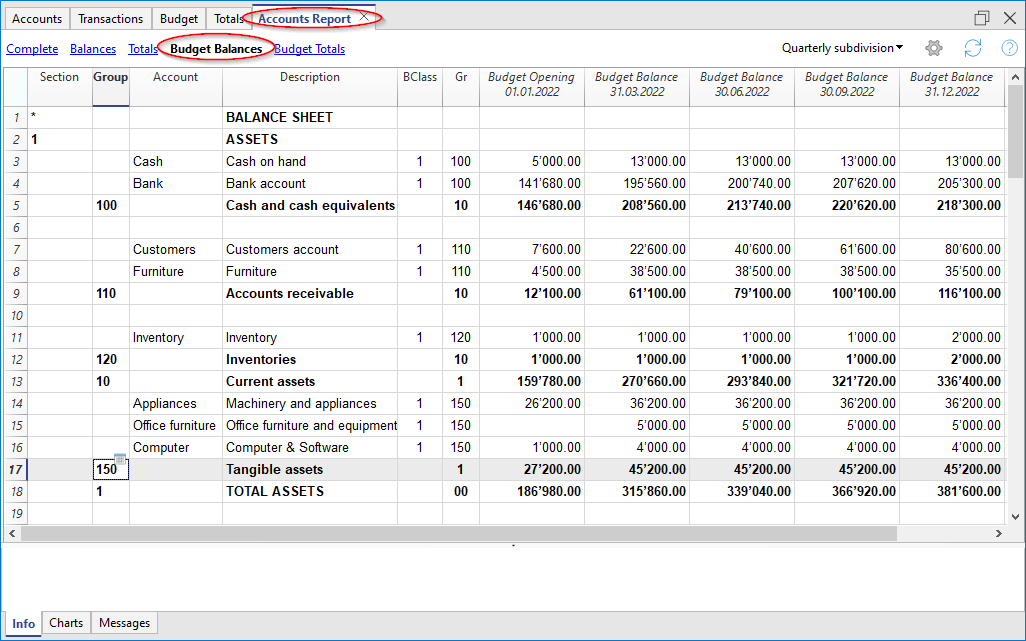 Accounts Transactions Budget Totals Accounts Report
Complete Balances Totals Budget Balances Budget Totals Quarterly subdivision
Section Group Account Description BClass Gr Budget Opening Budget Balance Budget Balance Budget Balance Budget Balance
01.01.2022 31.03.2022 30.06.2022 30.09.2022 31.12.2022
1 * BALANCE SHEET
2 1 ASSETS
3 Cash Cash on hand 1 100 5’000.00 13’000.00 13’000.00 13’000.00 13’000.00
4 Bank Bank account 1 100 141’680.00 195’560.00 200’740.00 207’620.00 205’300.00
5 100 Cash and cash equivalents 10 146’680.00 208’560.00 213’740.00 220’620.00 218’300.00
6
7 Customers Customers account 1 110 7’600.00 22’600.00 40’600.00 61’600.00 80’600.00
8 Furniture Furniture 1 110 4’500.00 38’500.00 38’500.00 38’500.00 35’500.00
9 110 Accounts receivable 10 12’100.00 61’100.00 79’100.00 100’100.00 116’100.00
10
11 Inventory Inventory 1 120 1’000.00 1’000.00 1’000.00 1’000.00 2’000.00
12 120 Inventories 10 1’000.00 1’000.00 1’000.00 1’000.00 2’000.00
13 10 Current assets 1 159’780.00 270’660.00 293’840.00 321’720.00 336’400.00
14 Appliances Machinery and appliances 1 150 26’200.00 36’200.00 36’200.00 36’200.00 36’200.00
15 Office furniture Office furniture and equipment 1 150 5’000.00 5’000.00 5’000.00 5’000.00
16 Computer Computer & Software 1 150 1’000.00 4’000.00 4’000.00 4’000.00 4’000.00
17 150 Tangible assets 1 27’200.00 45’200.00 45’200.00 45’200.00 45’200.00
18 1 TOTAL ASSETS 00 186’980.00 315’860.00 339’040.00 366’920.00 381’600.00
19
Info Charts Messages